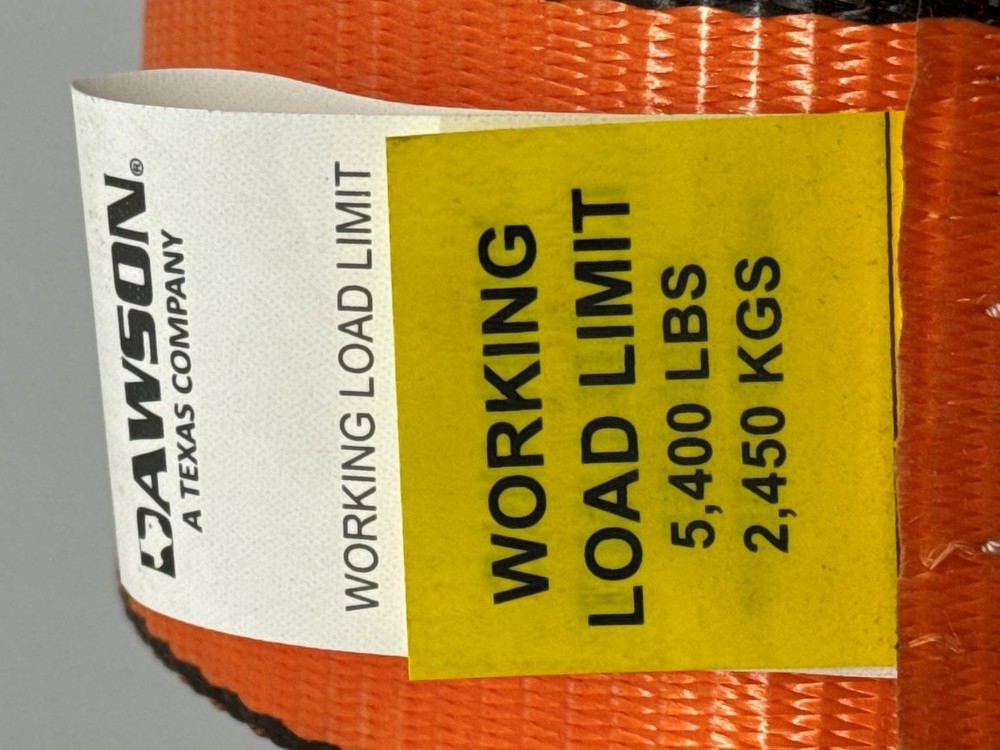 DAWSON®
A TEXAS COMPANY
WORKING LOAD LIMIT
WORKING
LOAD LIMIT
5,400 LBS
2,450 KGS